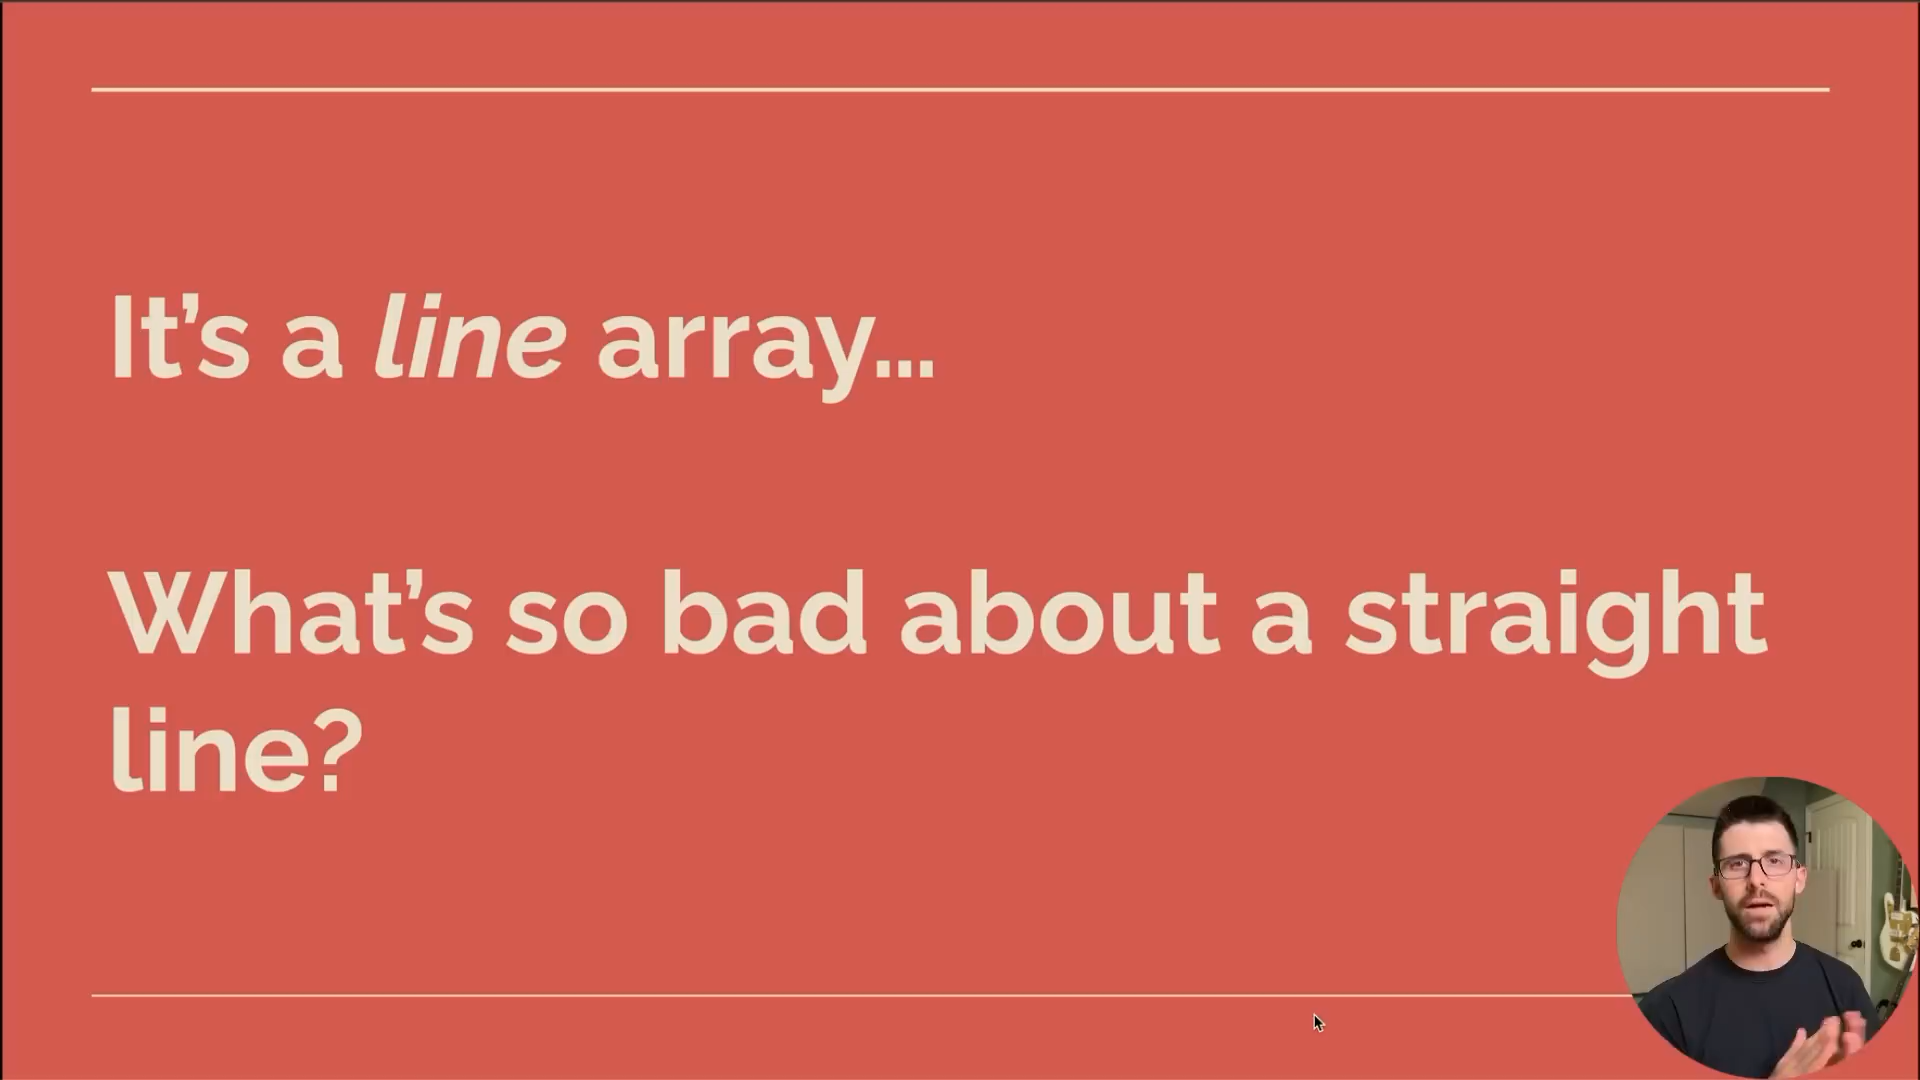 It’s a line array...
What’s so bad about a straight
line?